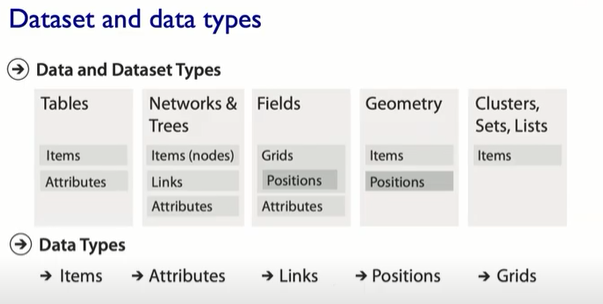 Dataset and data types
→ Data and Dataset Types
Tables
Items
Attributes
Networks &
Trees
Items (nodes)
Links
Attributes
Fields
Grids
Positions
Attributes
Geometry
Items
Positions
Clusters,
Sets, Lists
Items
→ Data Types
→ Items → Attributes → Links → Positions → Grids